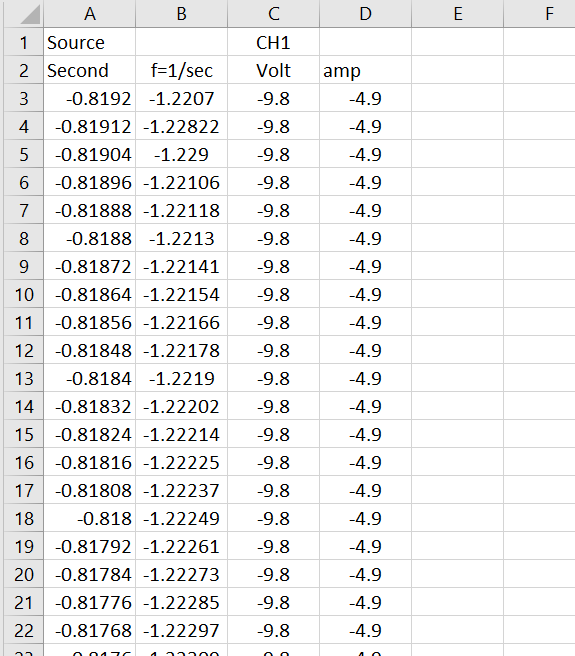 A B C D E F
1 Source CH1
2 Second f=1/sec Volt amp
3 -0.8192 -1.2207 -9.8 -4.9
4 -0.81912 -1.22822 -9.8 -4.9
5 -0.81904 -1.229 -9.8 -4.9
6 -0.81896 -1.22106 -9.8 -4.9
7 -0.81888 -1.22118 -9.8 -4.9
8 -0.8188 -1.2213 -9.8 -4.9
9 -0.81872 -1.22141 -9.8 -4.9
10 -0.81864 -1.22154 -9.8 -4.9
11 -0.81856 -1.22166 -9.8 -4.9
12 -0.81848 -1.22178 -9.8 -4.9
13 -0.8184 -1.2219 -9.8 -4.9
14 -0.81832 -1.22202 -9.8 -4.9
15 -0.81824 -1.22214 -9.8 -4.9
16 -0.81816 -1.22225 -9.8 -4.9
17 -0.81808 -1.22237 -9.8 -4.9
18 -0.818 -1.22249 -9.8 -4.9
19 -0.81792 -1.22261 -9.8 -4.9
20 -0.81784 -1.22273 -9.8 -4.9
21 -0.81776 -1.22285 -9.8 -4.9
22 -0.81768 -1.22297 -9.8 -4.9